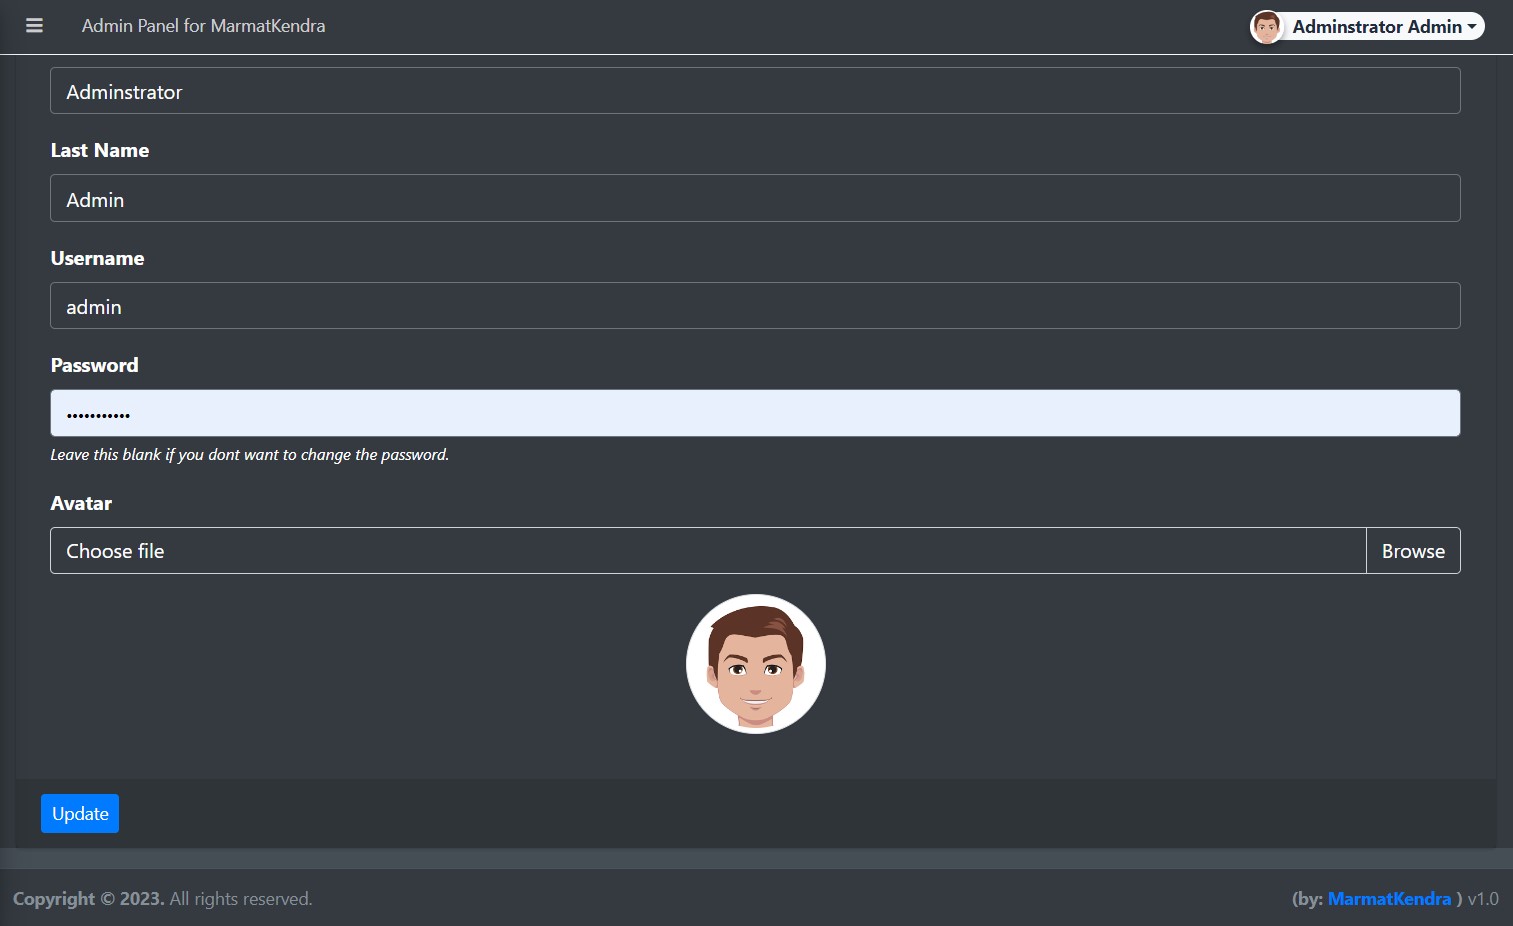 Admin Panel for MarmatKendra
Adminstrator Admin
Adminstrator
Last Name
Admin
Username
admin
Password
•••••••••••
Leave this blank if you dont want to change the password.
Avatar
Choose file
Browse
Update
Copyright © 2023. All rights reserved.
(by: MarmatKendra ) v1.0